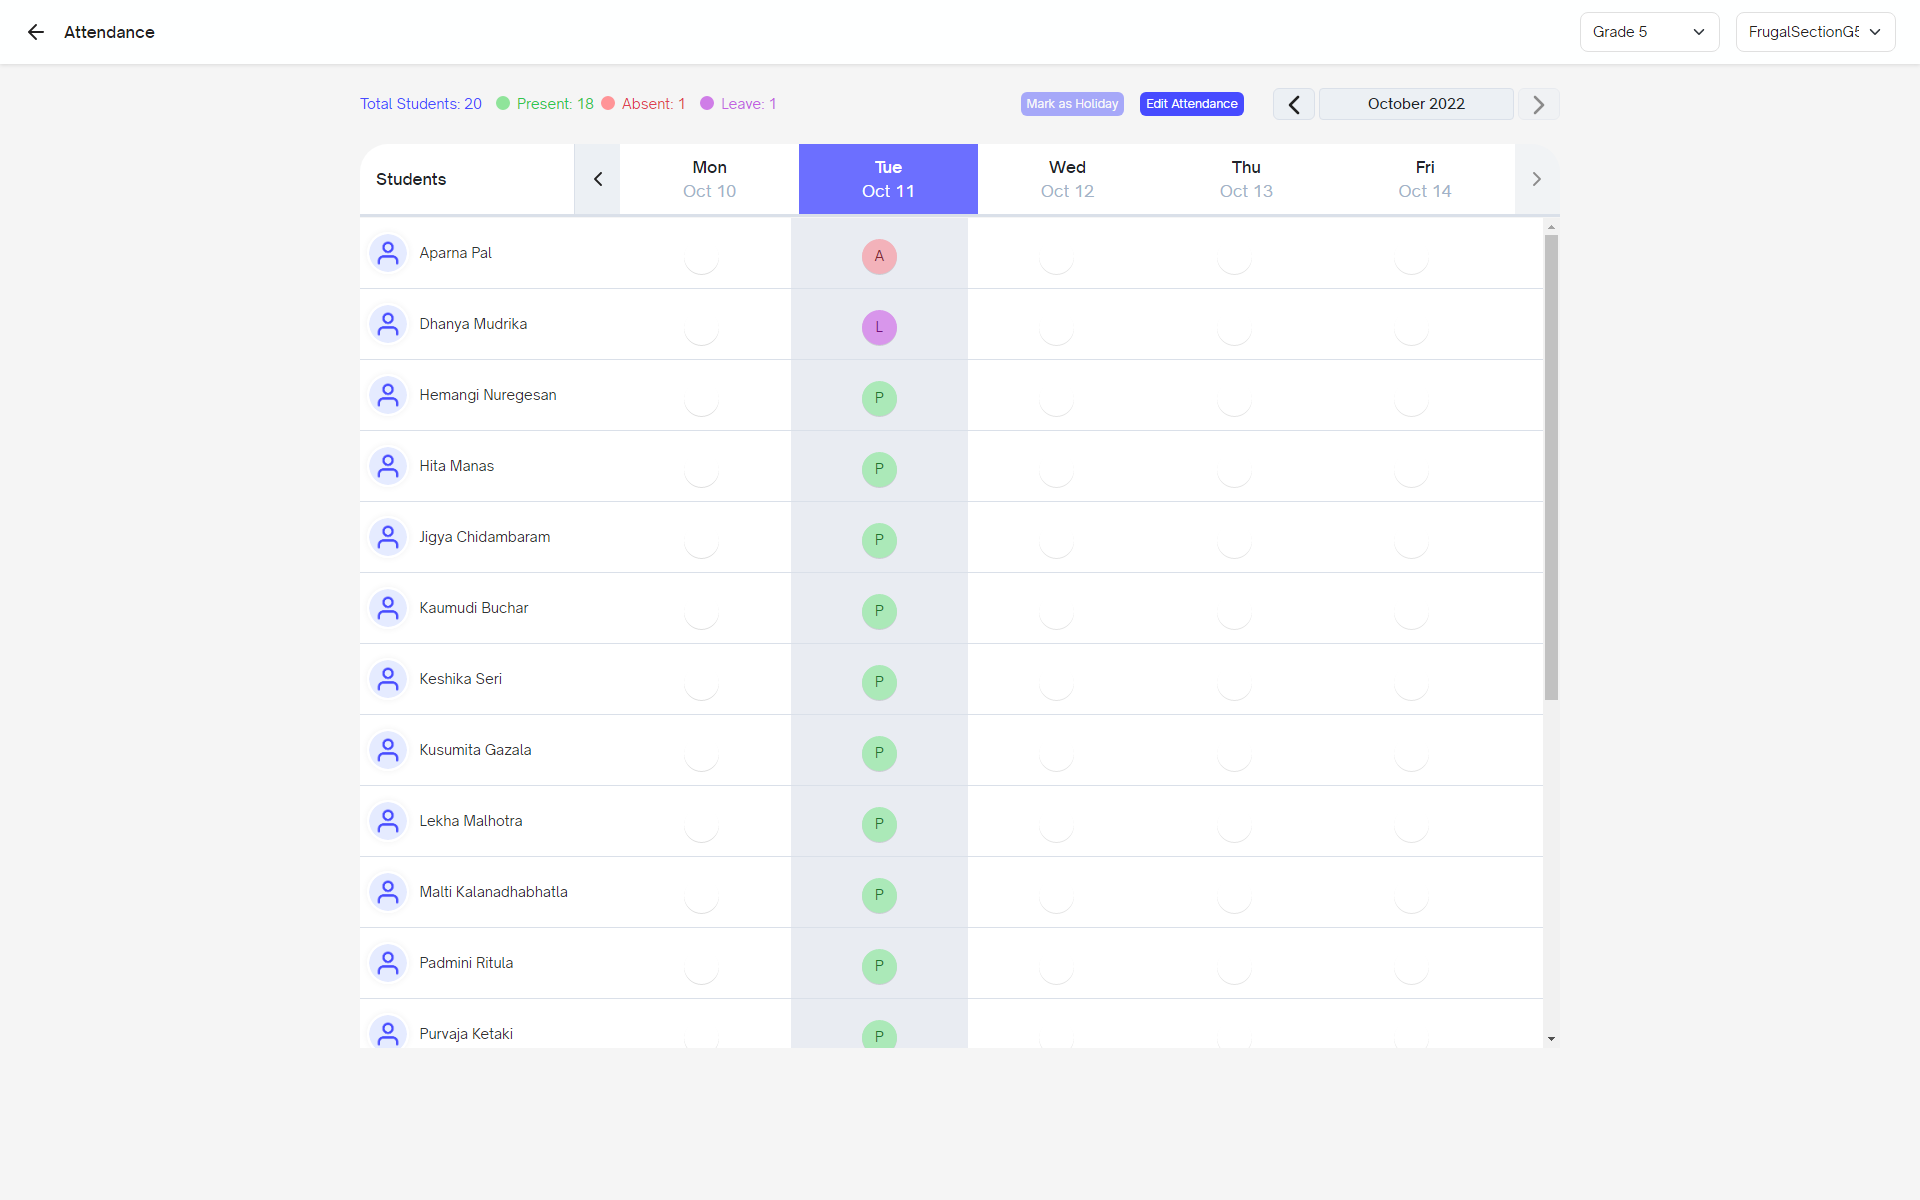 Attendance
Grade 5
FrugalSectionG5
Total Students: 20 Present: 18 Absent: 1 Leave: 1
Mark as Holiday
Edit Attendance
October 2022
Students
Mon
Oct 10
Tue
Oct 11
Wed
Oct 12
Thu
Oct 13
Fri
Oct 14
Aparna Pal A
Dhanya Mudrika L
Hemangi Nuregesan P
Hita Manas P
Jigya Chidambaram P
Kaumudi Buchar P
Keshika Seri P
Kusumita Gazala P
Lekha Malhotra P
Malti Kalanadhabhatla P
Padmini Ritula P
Purvaja Ketaki P